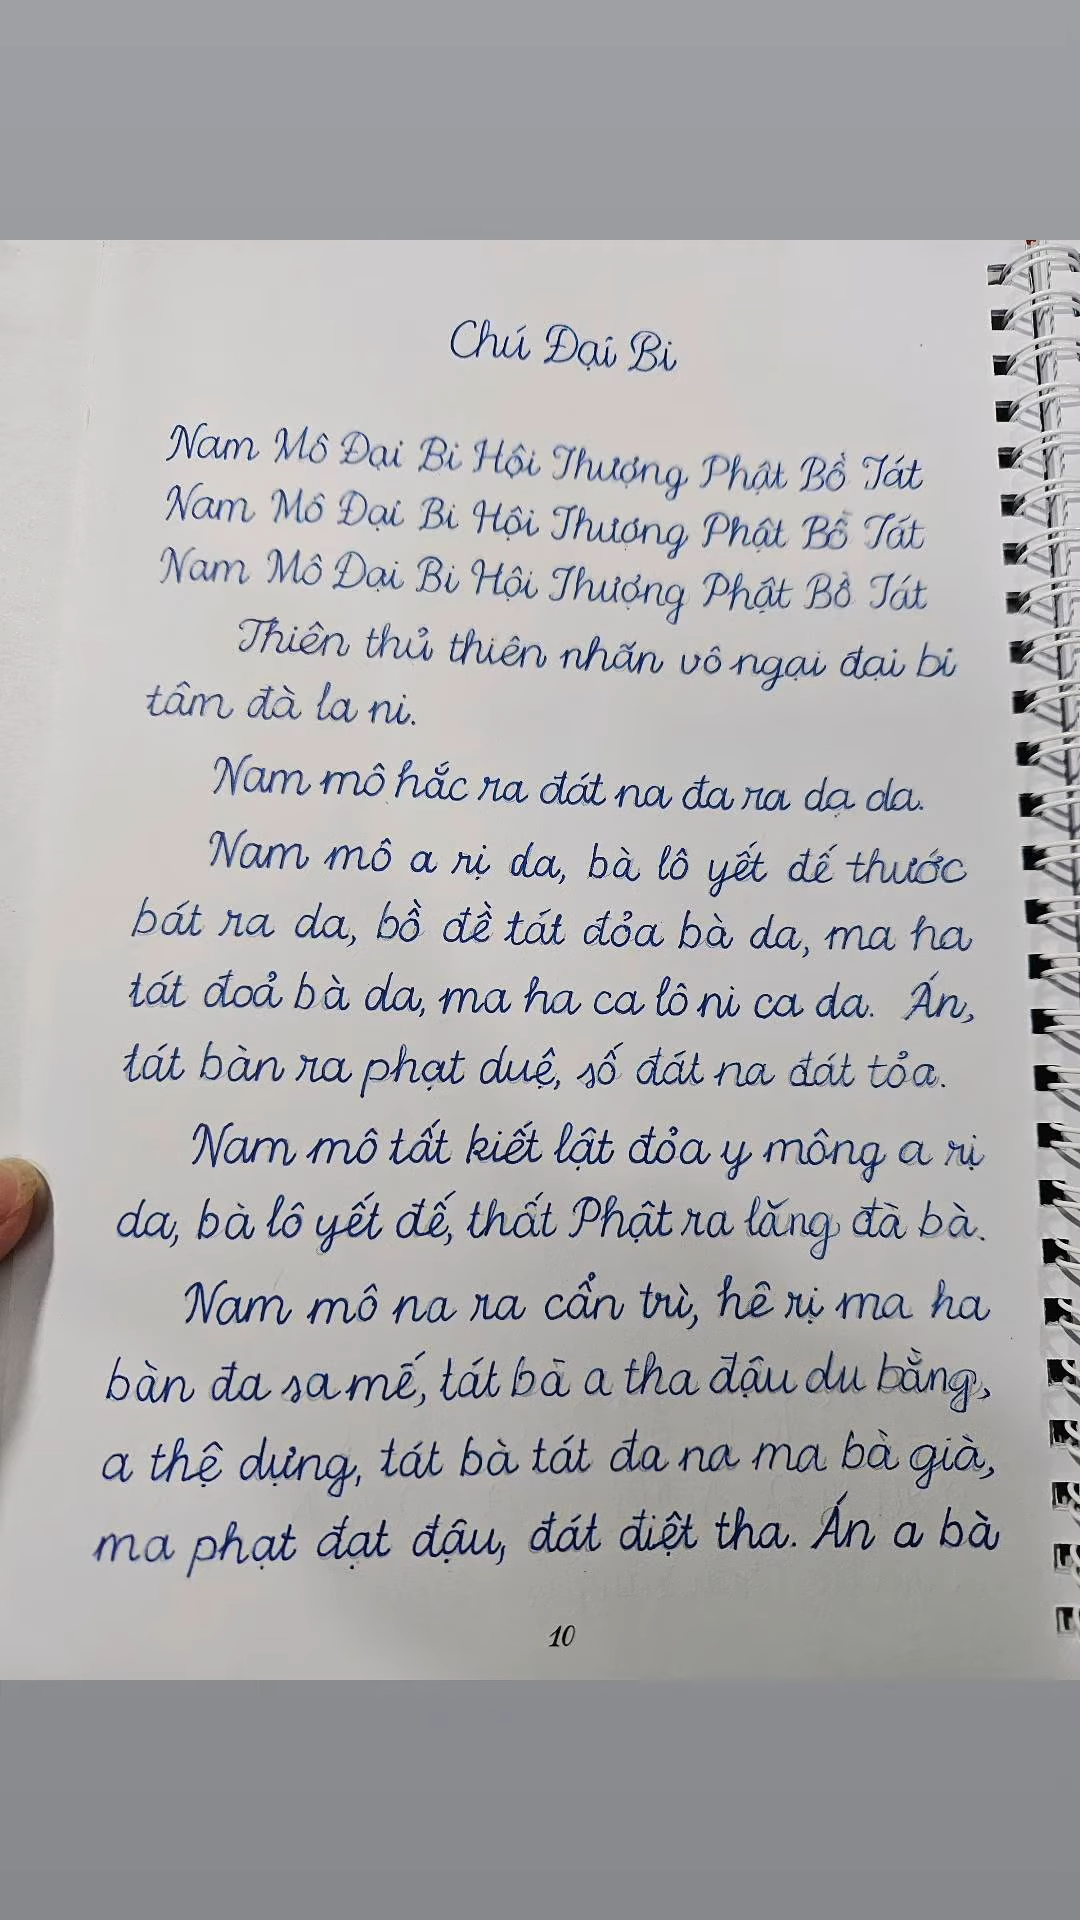 Chú Đại Bi
Nam Mô Đại Bi Hội Thượng Phật Bồ Tát
Nam Mô Đại Bi Hội Thượng Phật Bồ Tát
Nam Mô Đại Bi Hội Thượng Phật Bồ Tát
Thiên thủ thiên nhãn vô ngại đại bi
tâm đà la ni.
Nam mô hắc ra đát na đa ra dạ da.
Nam mô a rị da, bà lô yết đế thước
bát ra da, bồ đề tát đỏa bà da, ma ha
tát đoả bà da, ma ha ca lô ni ca da. Án,
tát bàn ra phạt duệ, số đát na đát tỏa.
Nam mô tất kiết lật đỏa y mông a rị
da, bà lô yết đế, thất Phật ra lăng đà bà.
Nam mô na ra cẩn trì, hê rị ma ha
bàn đa sa mế, tát bà a tha đậu du bằng,
a thệ dựng, tát bà tát đa na ma bà già,
ma phạt đạt đậu, đát điệt tha. Án a bà
10